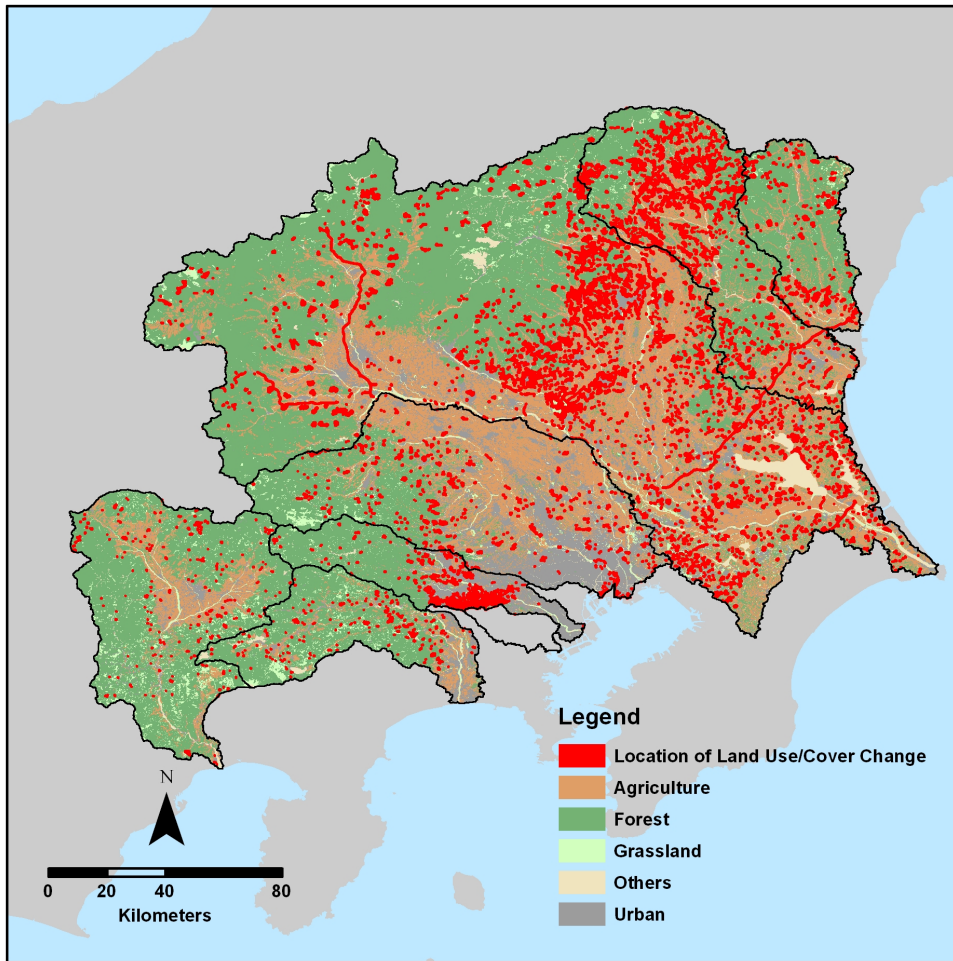 Legend
Location of Land Use/Cover Change
Agriculture
Forest
Grassland
Others
Urban
N
0 20 40 80
Kilometers